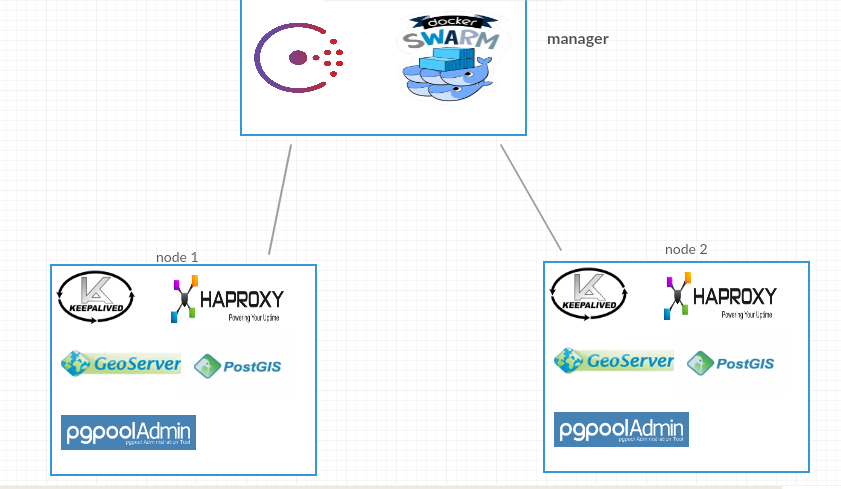 docker
SWARM
manager
node 1
node 2
KEEPALIVED
HAPROXY
Powering Your Uptime
GeoServer
PostGIS
pgpoolAdmin
pgpool Administration Tool
KEEPALIVED
HAPROXY
Powering Your Uptime
GeoServer
PostGIS
pgpoolAdmin
pgpool Administration Tool